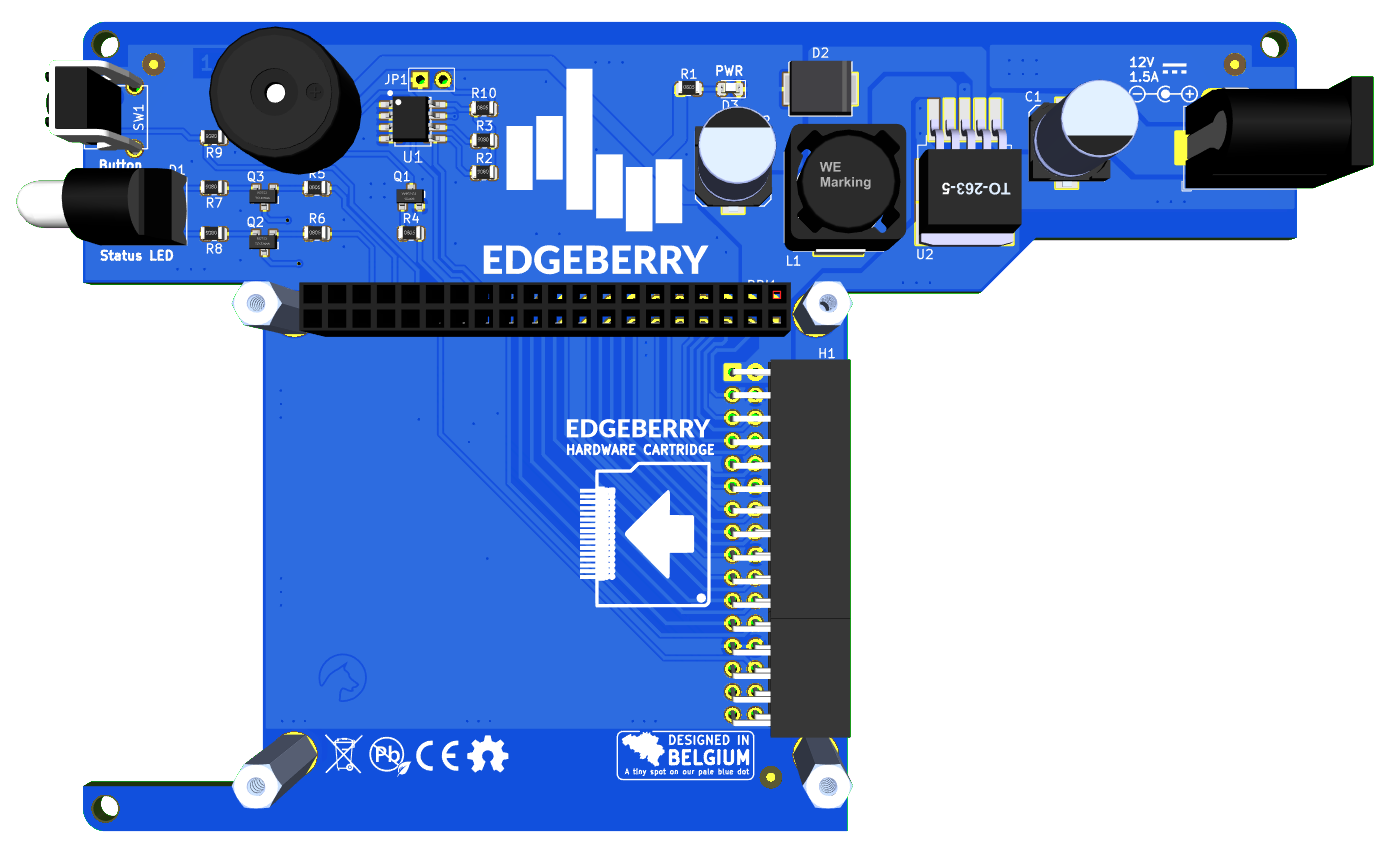 1
JP1
SW1
R9
Button
D1
R7
R8
Status LED
Q3
Q2
R5
R6
U1
Q1
R4
R10
R3
R2
EDGEBERRY
R1
PWR
D3
D2
WE
Marking
L1
TO-263-5
U2
C1
12V
1.5A
H1
EDGEBERRY
HARDWARE CARTRIDGE
Pb
CE
DESIGNED IN
BELGIUM
A tiny spot on our pale blue dot